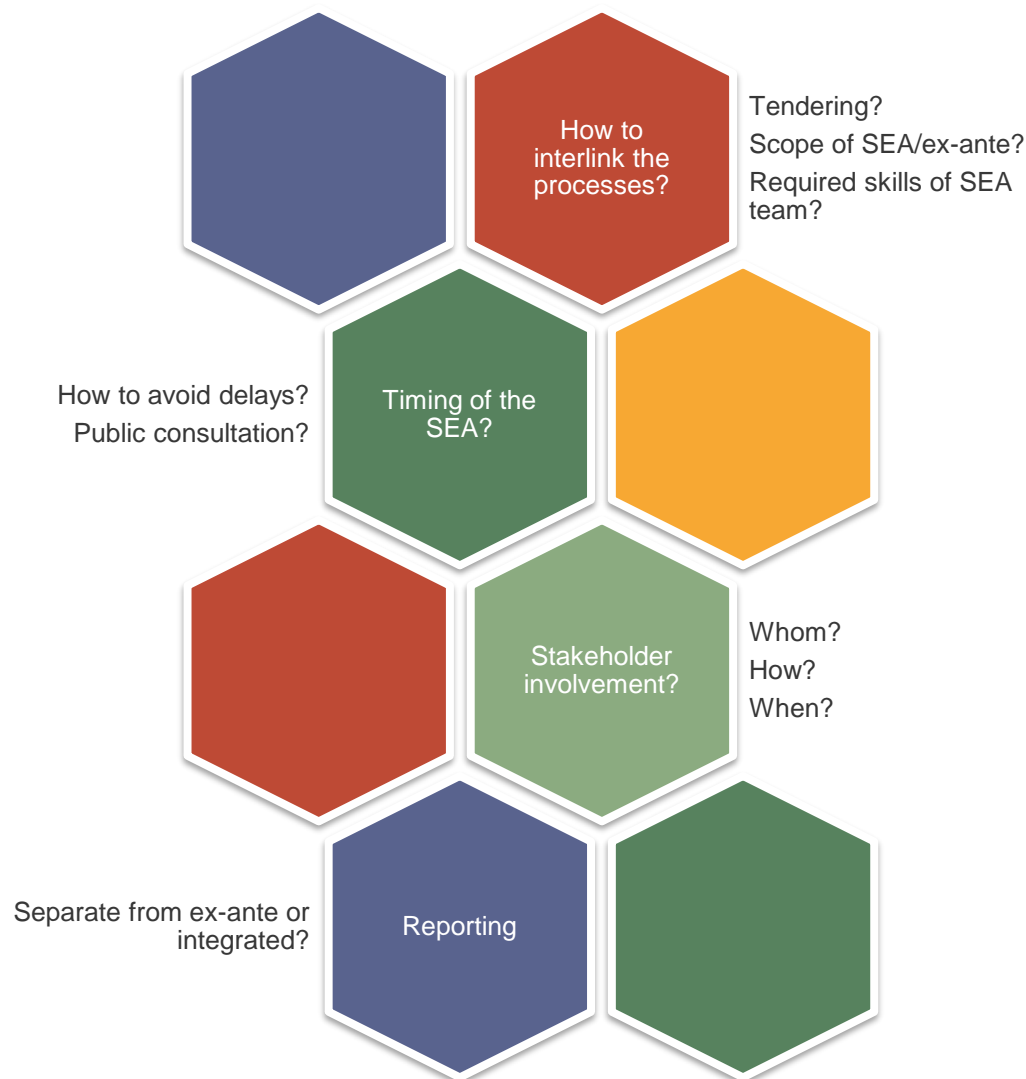 How to
interlink the
processes?
Tendering?
Scope of SEA/ex-ante?
Required skills of SEA
team?
How to avoid delays?
Public consultation?
Timing of the
SEA?
Stakeholder
involvement?
Whom?
How?
When?
Separate from ex-ante or
integrated?
Reporting